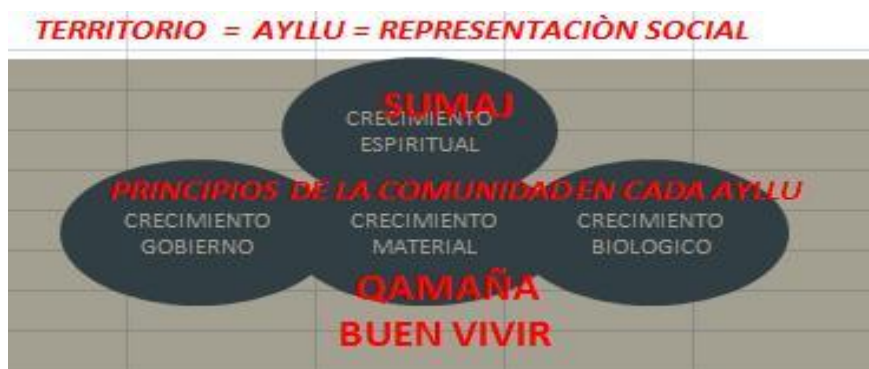 TERRITORIO = AYLLU = REPRESENTACIÒN SOCIAL
SUMAJ
CRECIMIENTO
ESPIRITUAL
PRINCIPIOS DE LA COMUNIDAD EN CADA AYLLU
CRECIMIENTO
GOBIERNO
CRECIMIENTO
MATERIAL
CRECIMIENTO
BIOLOGICO
QAMAÑA
BUEN VIVIR